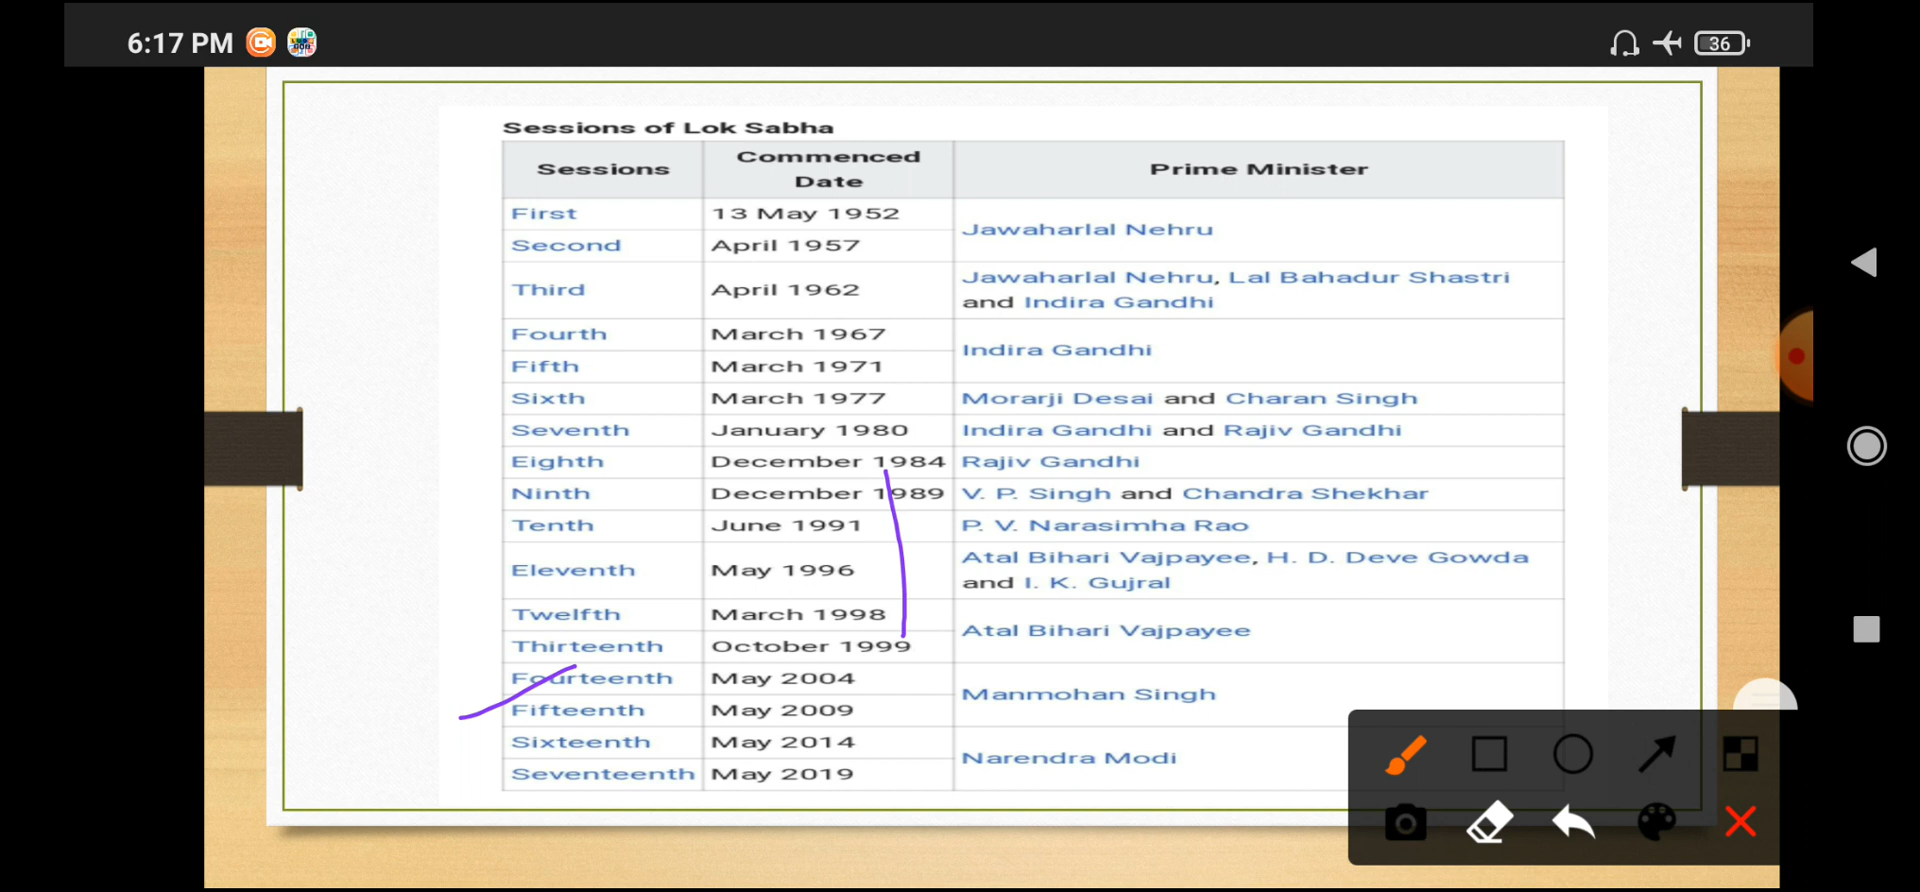 6:17 PM
36
Sessions of Lok Sabha
Sessions
Commenced
Date
Prime Minister
First
13 May 1952
Jawaharlal Nehru
Second
April 1957
Third
April 1962
Jawaharlal Nehru, Lal Bahadur Shastri
and Indira Gandhi
Fourth
March 1967
Indira Gandhi
Fifth
March 1971
Sixth
March 1977
Morarji Desai and Charan Singh
Seventh
January 1980
Indira Gandhi and Rajiv Gandhi
Eighth
December 1984
Rajiv Gandhi
Ninth
December 1989
V. P. Singh and Chandra Shekhar
Tenth
June 1991
P. V. Narasimha Rao
Eleventh
May 1996
Atal Bihari Vajpayee, H. D. Deve Gowda
and I. K. Gujral
Twelfth
March 1998
Atal Bihari Vajpayee
Thirteenth
October 1999
Fourteenth
May 2004
Manmohan Singh
Fifteenth
May 2009
Sixteenth
May 2014
Narendra Modi
Seventeenth
May 2019